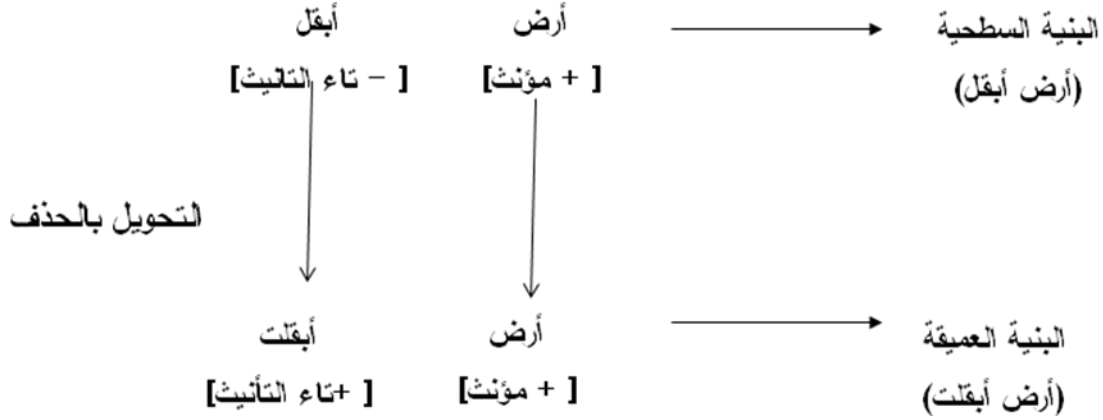 البنية السطحية أرض أبقل
(أرض أبقل) [ + مؤنث] [ – تاء التانيث]
التحويل بالحذف
البنية العميقة أرض أبقلت
(أرض أبقلت) [ + مؤنث] [ +تاء التأنيث]